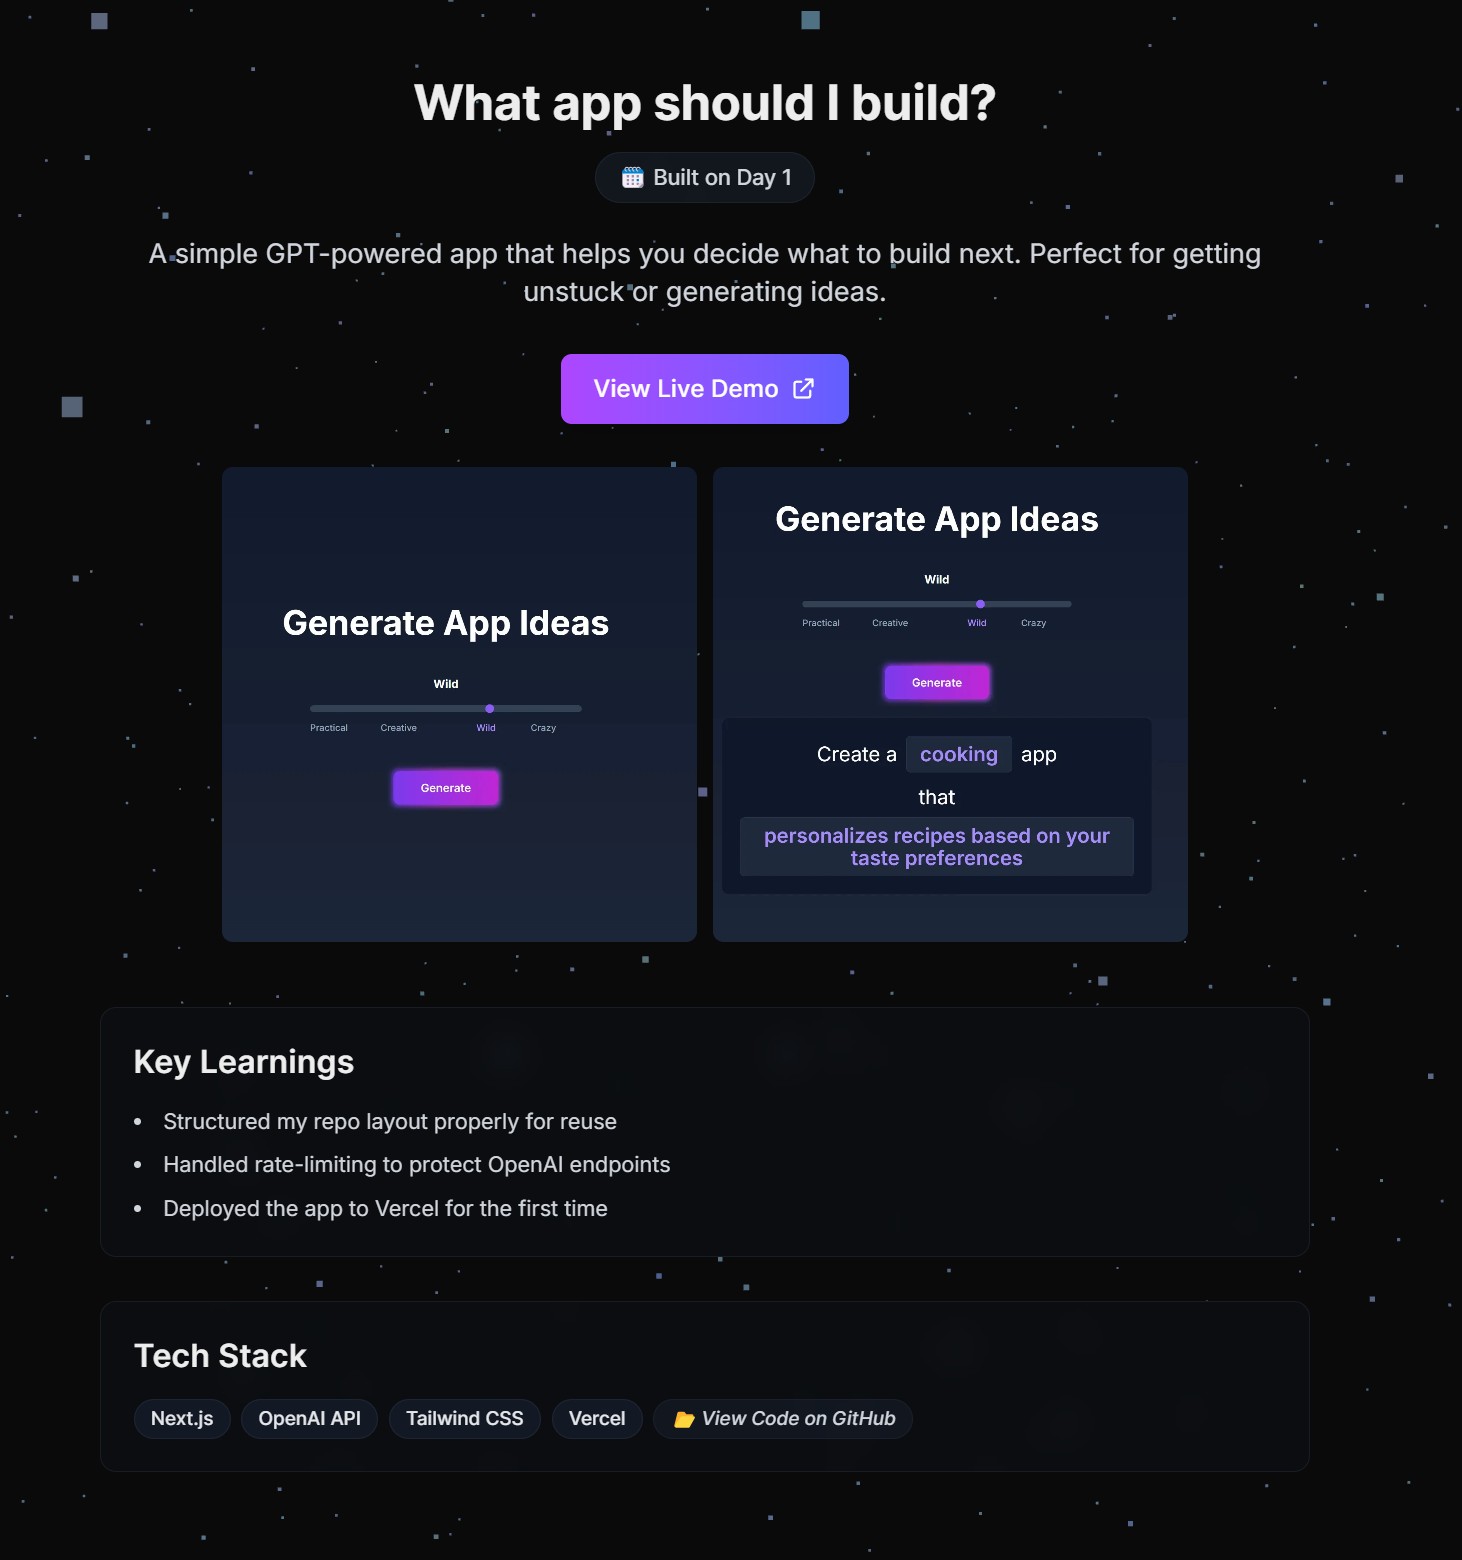 What app should I build?
Built on Day 1
A simple GPT-powered app that helps you decide what to build next. Perfect for getting
unstuck or generating ideas.
View Live Demo
Generate App Ideas
Wild
Practical Creative Wild Crazy
Generate
Generate App Ideas
Wild
Practical Creative Wild Crazy
Generate
Create a cooking app
that
personalizes recipes based on your
taste preferences
Key Learnings
• Structured my repo layout properly for reuse
• Handled rate-limiting to protect OpenAI endpoints
• Deployed the app to Vercel for the first time
Tech Stack
Next.js OpenAI API Tailwind CSS Vercel View Code on GitHub